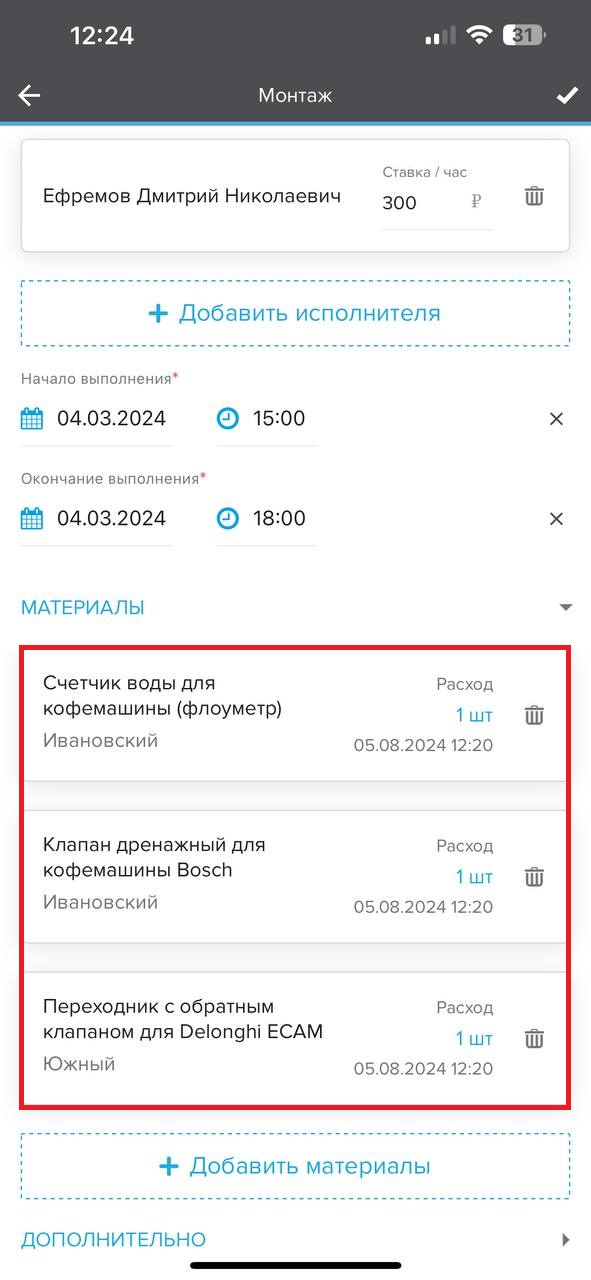 12:24
31
Монтаж
Ставка / час
Ефремов Дмитрий Николаевич
300 ₽
+ Добавить исполнителя
Начало выполнения*
04.03.2024 15:00
Окончание выполнения*
04.03.2024 18:00
МАТЕРИАЛЫ
Счетчик воды для
кофемашины (флоуметр)
Ивановский
Расход
1 шт
05.08.2024 12:20
Клапан дренажный для
кофемашины Bosch
Ивановский
Расход
1 шт
05.08.2024 12:20
Переходник с обратным
клапаном для Delonghi ECAM
Южный
Расход
1 шт
05.08.2024 12:20
+ Добавить материалы
ДОПОЛНИТЕЛЬНО